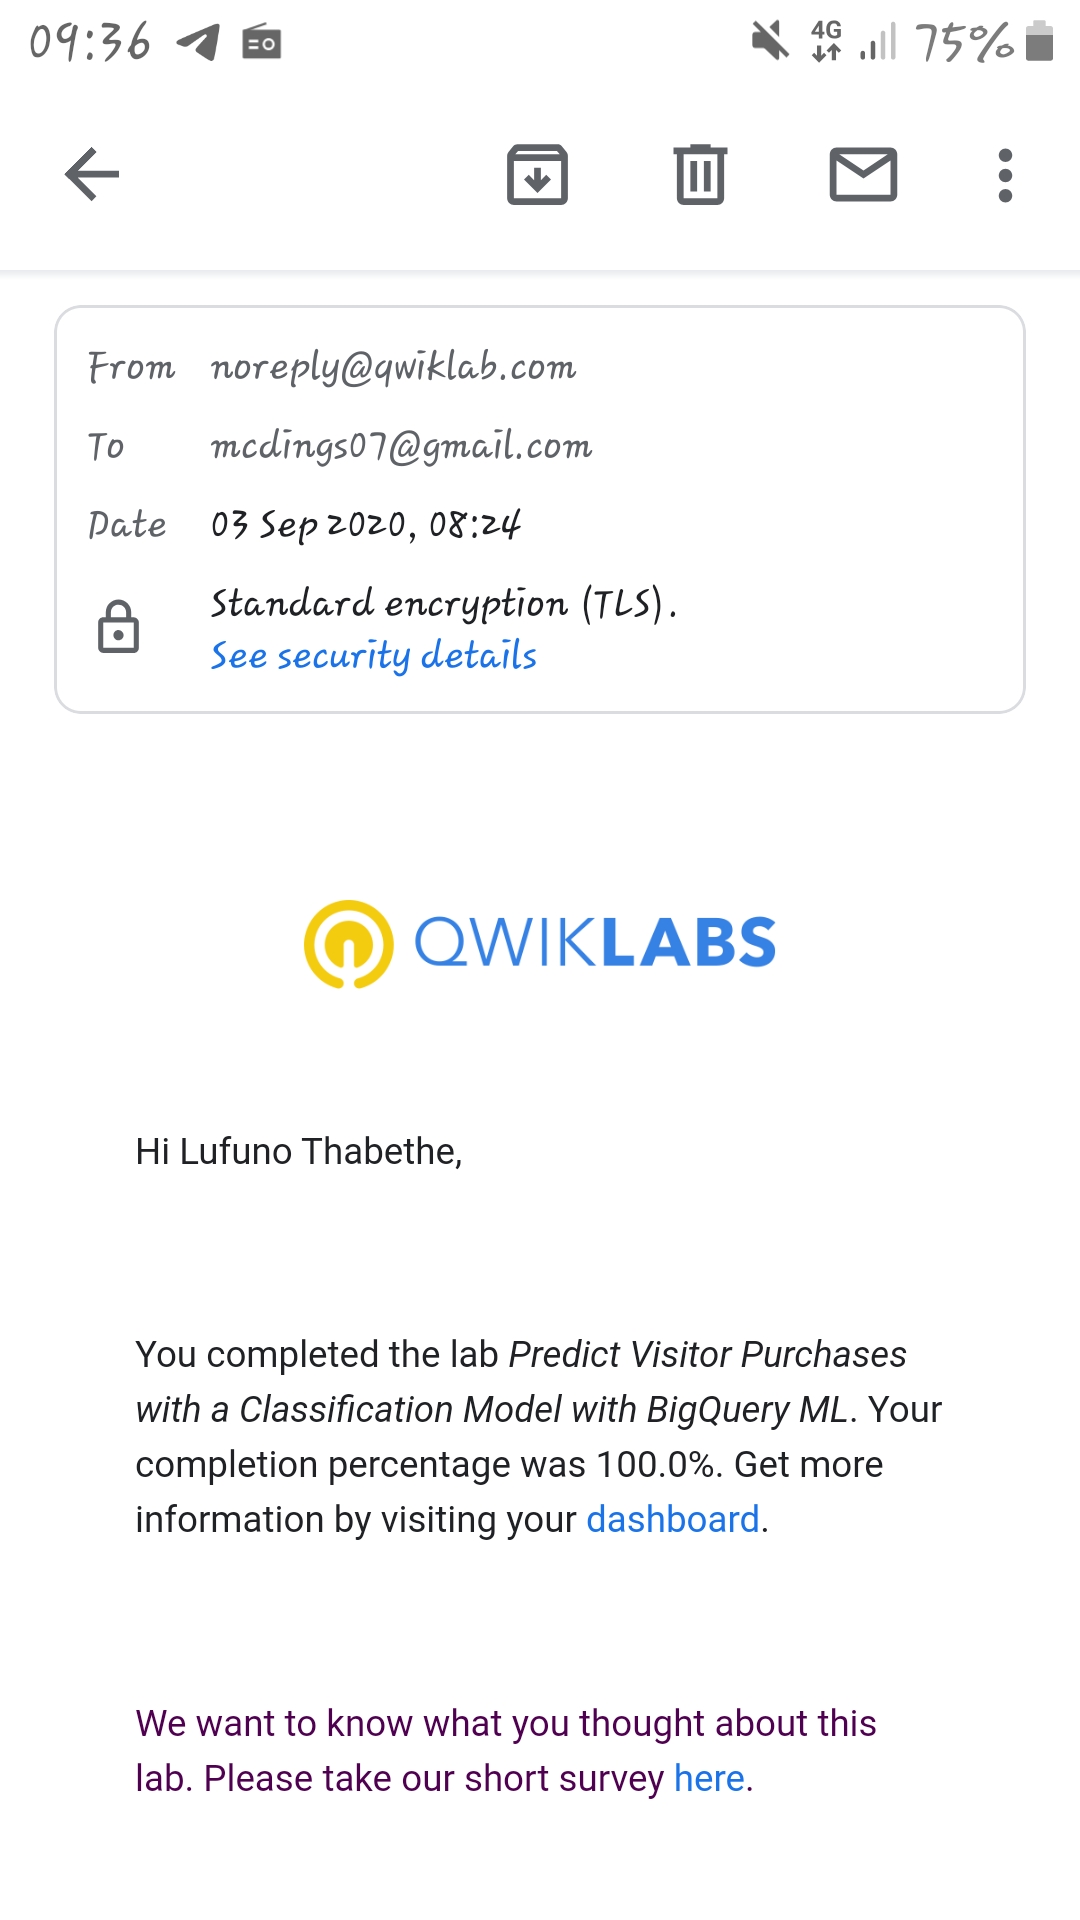 09:36 4G 75%
From noreply@qwiklab.com
To mcdings07@gmail.com
Date 03 Sep 2020, 08:24
Standard encryption (TLS).
See security details
QWIKLABS
Hi Lufuno Thabethe,
You completed the lab Predict Visitor Purchases
with a Classification Model with BigQuery ML. Your
completion percentage was 100.0%. Get more
information by visiting your dashboard.
We want to know what you thought about this
lab. Please take our short survey here.